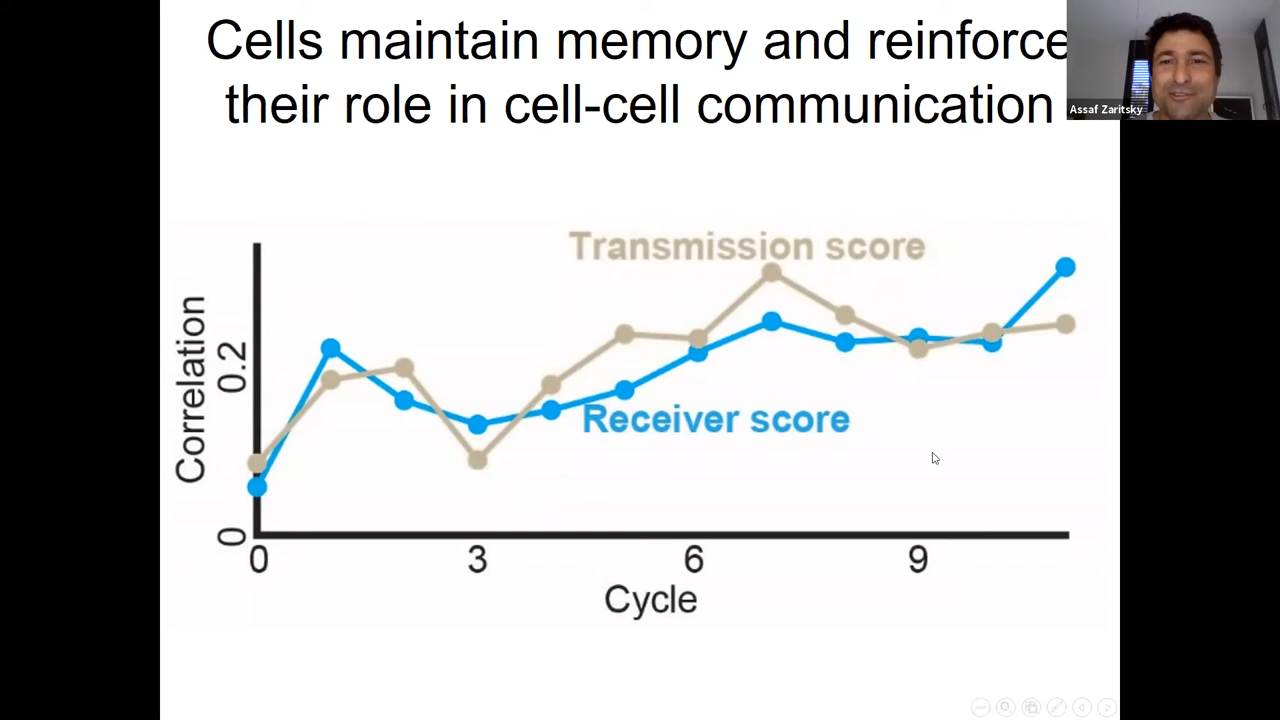 Cells maintain memory and reinforce
their role in cell-cell communication
Assaf Zaritsky
Transmission score
Receiver score
Correlation
0.2
0
0
3
6
9
Cycle